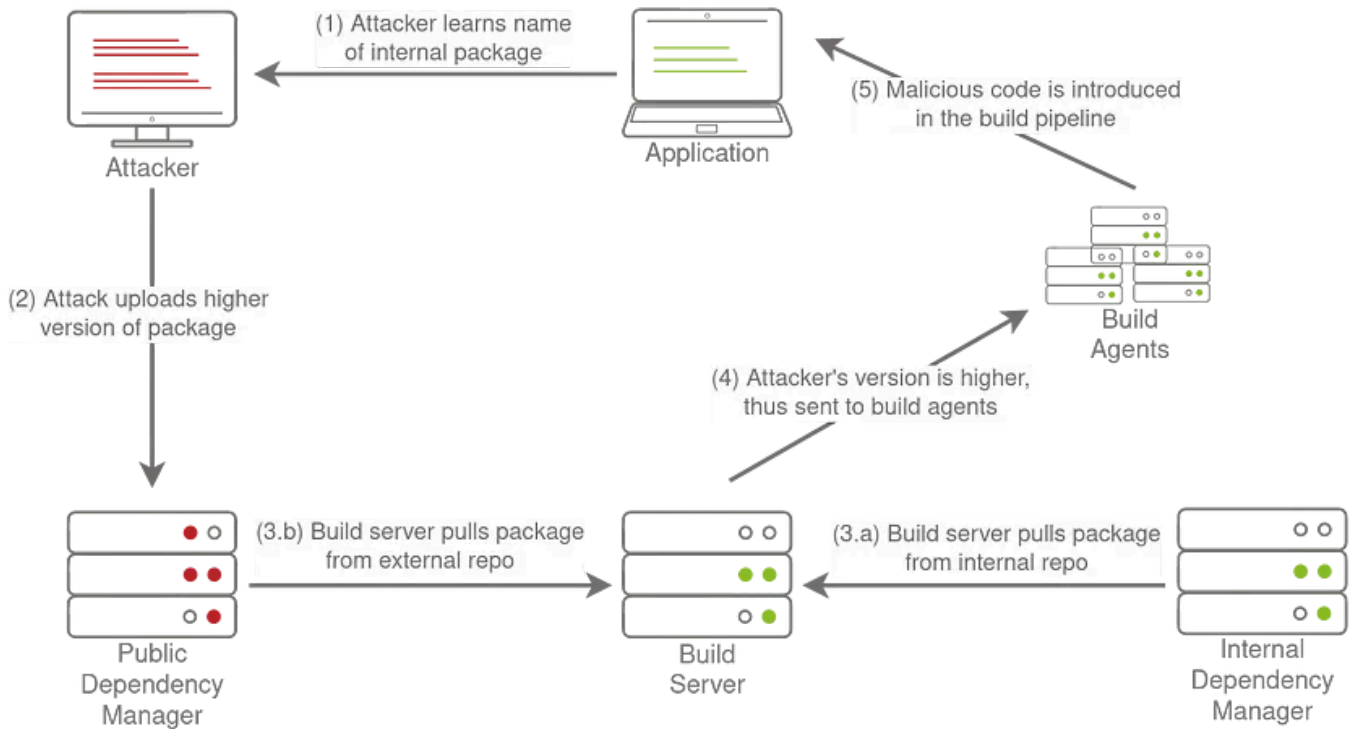 (1) Attacker learns name
of internal package
Attacker
Application
(5) Malicious code is introduced
in the build pipeline
(2) Attack uploads higher
version of package
Build
Agents
(4) Attacker's version is higher,
thus sent to build agents
(3.b) Build server pulls package
from external repo
(3.a) Build server pulls package
from internal repo
Public
Dependency
Manager
Build
Server
Internal
Dependency
Manager